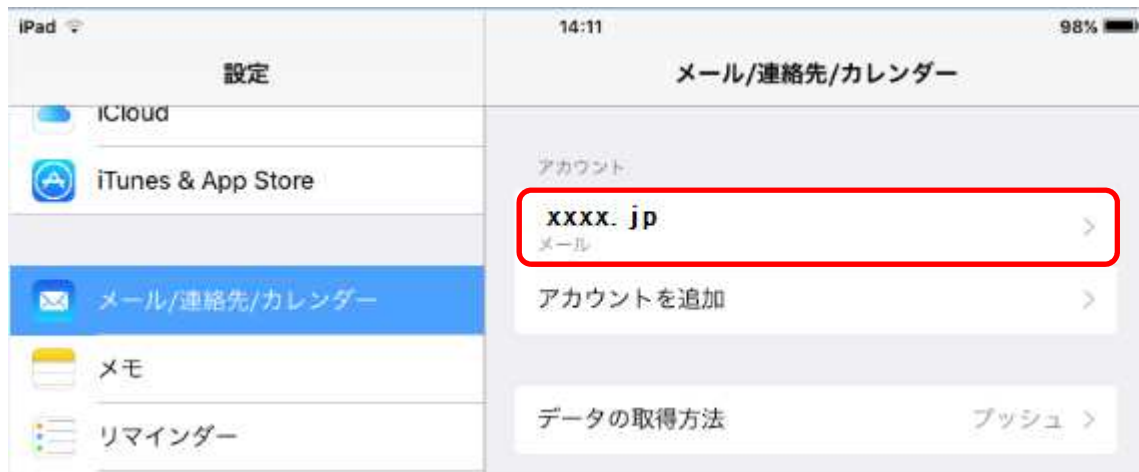 iPad 14:11 98%
設定
iCloud
iTunes & App Store
メール/連絡先/カレンダー
メモ
リマインダー
メール/連絡先/カレンダー
アカウント
xxxx. jp
メール
アカウントを追加
データの取得方法 プッシュ